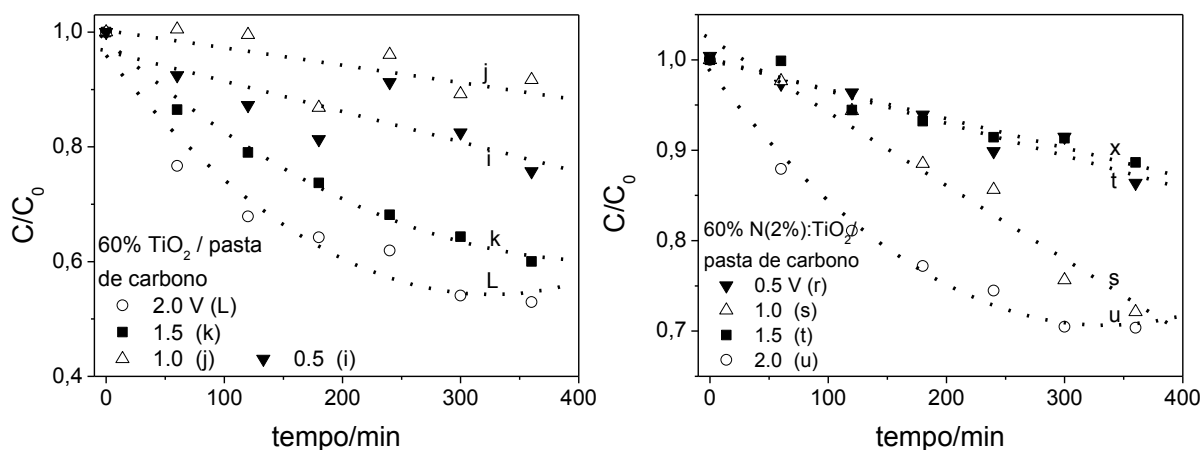 1,0
0,8
0,6
0,4
C/C0
j
i
k
L
60% TiO2 / pasta
de carbono
2.0 V (L)
1.5 (k)
1.0 (j)
0.5 (i)
0
100
200
300
400
tempo/min
1,0
0,9
0,8
0,7
C/C0
x
t
s
u
60% N(2%):TiO2/
pasta de carbono
0.5 V (r)
1.0 (s)
1.5 (t)
2.0 (u)
0
100
200
300
400
tempo/min